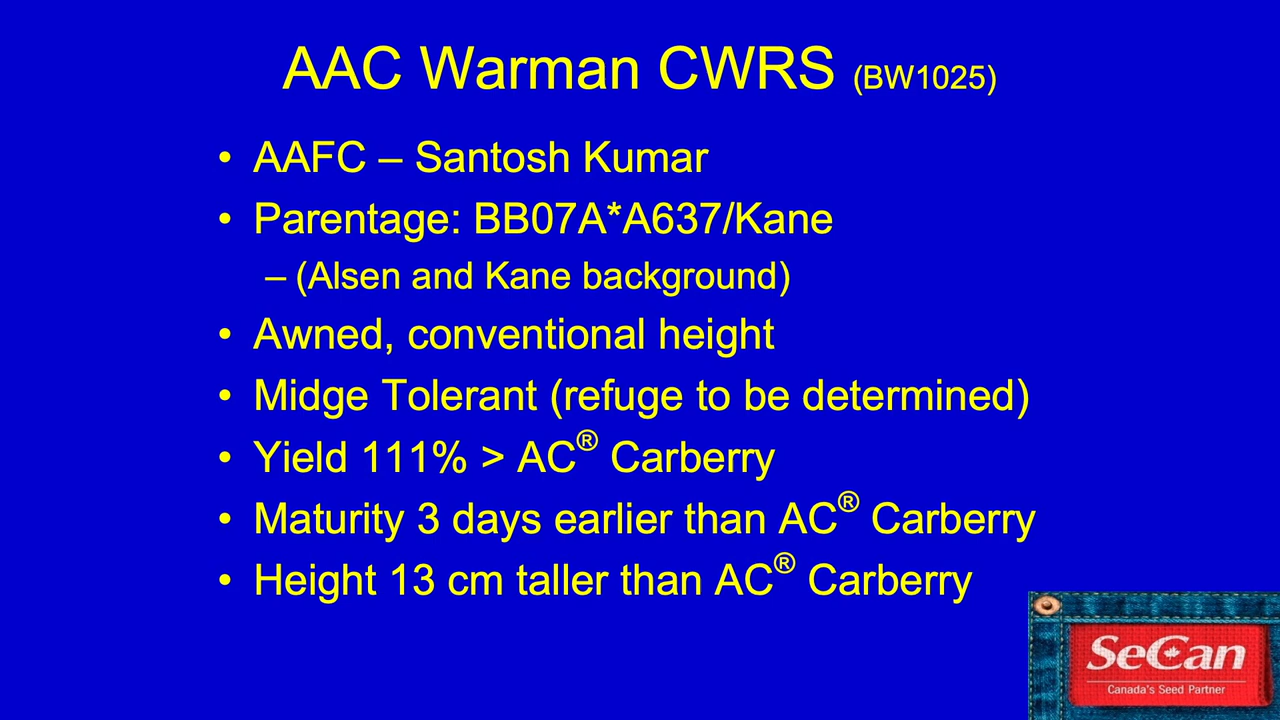 AAC Warman CWRS (BW1025)
• AAFC – Santosh Kumar
• Parentage: BB07A*A637/Kane
– (Alsen and Kane background)
• Awned, conventional height
• Midge Tolerant (refuge to be determined)
• Yield 111% > AC® Carberry
• Maturity 3 days earlier than AC® Carberry
• Height 13 cm taller than AC® Carberry
SeCan
Canada's Seed Partner